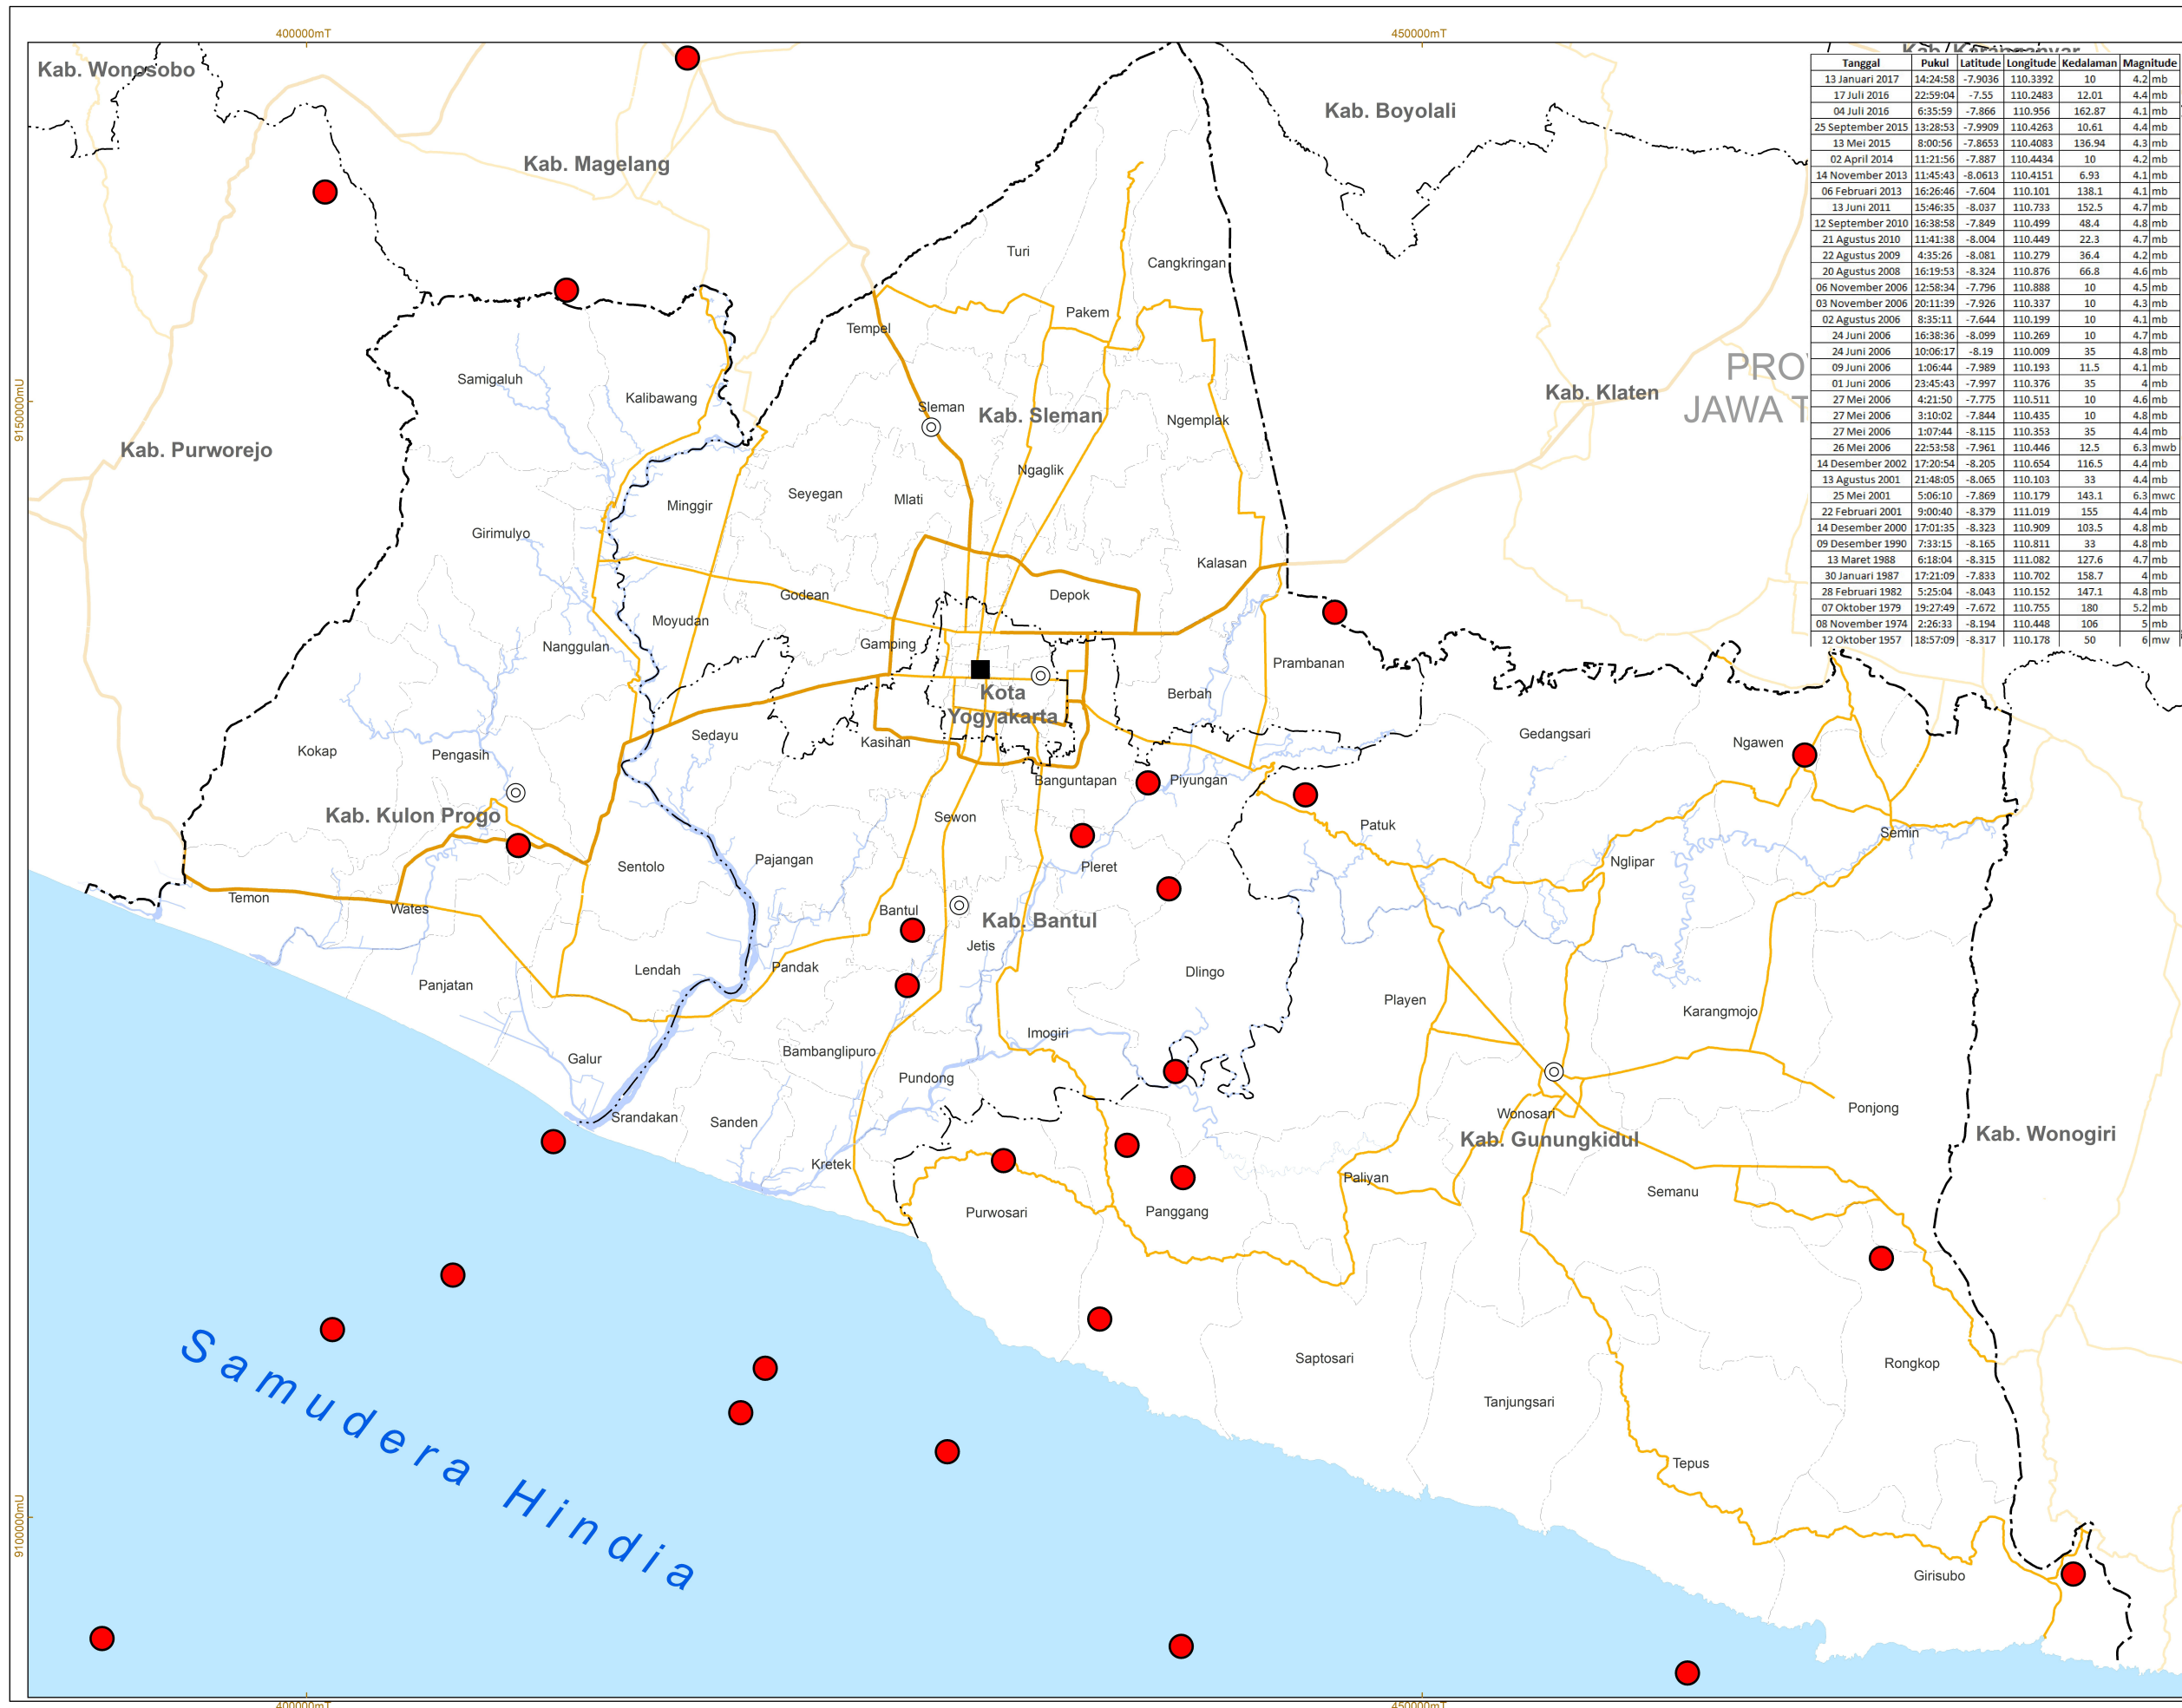 400000mT
450000mT
Kab. Wonosobo
Kab. Magelang
Kab. Boyolali
Tanggal Pukul Latitude Longitude Kedalaman Magnitude
13 Januari 2017 14:24:58 -7.9036 110.3392 10 4.2 mb
17 Juli 2016 22:59:04 -7.55 110.2483 12.01 4.4 mb
04 Juli 2016 6:35:59 -7.866 110.956 162.87 4.1 mb
25 September 2015 13:28:53 -7.9909 110.4263 10.61 4.4 mb
13 Mei 2015 8:00:56 -7.8653 110.4083 136.94 4.3 mb
02 April 2014 11:21:56 -7.887 110.4434 10 4.2 mb
14 November 2013 11:45:43 -8.0613 110.4151 6.93 4.1 mb
06 Februari 2013 16:26:46 -7.604 110.101 138.1 4.1 mb
13 Juni 2011 15:46:35 -8.037 110.733 152.5 4.7 mb
12 September 2010 16:38:58 -7.849 110.499 48.4 4.8 mb
21 Agustus 2010 11:41:38 -8.004 110.449 22.3 4.7 mb
22 Agustus 2009 4:35:26 -8.081 110.279 36.4 4.2 mb
20 Agustus 2008 16:19:53 -8.324 110.876 66.8 4.6 mb
06 November 2006 12:58:34 -7.796 110.888 10 4.5 mb
03 November 2006 20:11:39 -7.926 110.337 10 4.3 mb
02 Agustus 2006 8:35:11 -7.644 110.199 10 4.1 mb
24 Juni 2006 16:38:36 -8.099 110.269 10 4.7 mb
24 Juni 2006 10:06:17 -8.19 110.009 35 4.8 mb
09 Juni 2006 1:06:44 -7.989 110.193 11.5 4.1 mb
01 Juni 2006 23:45:43 -7.997 110.376 35 4 mb
27 Mei 2006 4:21:50 -7.775 110.511 10 4.6 mb
27 Mei 2006 3:10:02 -7.844 110.435 10 4.8 mb
27 Mei 2006 1:07:44 -8.115 110.353 35 4.4 mb
26 Mei 2006 22:53:58 -7.961 110.446 12.5 6.3 mwb
14 Desember 2002 17:20:54 -8.205 110.654 116.5 4.4 mb
13 Agustus 2001 21:48:05 -8.065 110.103 33 4.4 mb
25 Mei 2001 5:06:10 -7.869 110.179 143.1 6.3 mwc
22 Februari 2001 9:00:40 -8.379 111.019 155 4.4 mb
14 Desember 2000 17:01:35 -8.323 110.909 103.5 4.8 mb
09 Desember 1990 7:33:15 -8.165 110.811 33 4.8 mb
13 Maret 1988 6:18:04 -8.315 111.082 127.6 4.7 mb
30 Januari 1987 17:21:09 -7.833 110.702 158.7 4 mb
28 Februari 1982 5:25:04 -8.043 110.152 147.1 4.8 mb
07 Oktober 1979 19:27:49 -7.672 110.755 180 5.2 mb
08 November 1974 2:26:33 -8.194 110.448 106 5 mb
12 Oktober 1957 18:57:09 -8.317 110.178 50 6 mw
Turi
Cangkringan
Pakem
Tempel
PRO
JAWA T
Samigaluh
Kalibawang
Sleman
Kab. Sleman
Ngemplak
Kab. Klaten
9150000mU
Kab. Purworejo
Ngaglik
Seyegan
Mlati
Minggir
Girimulyo
Kalasan
Godean
Depok
Moyudan
Nanggulan
Gamping
Prambanan
Kota
Yogyakarta
Berbah
Kokap
Pengasih
Sedayu
Kasihan
Gedangsari
Ngawen
Banguntapan
Piyungan
Kab. Kulon Progo
Sewon
Patuk
Semin
Sentolo
Pajangan
Pleret
Nglipar
Temon
Wates
Bantul
Kab. Bantul
Jetis
Panjatan
Lendah
Pandak
Dlingo
Playen
Karangmojo
Imogiri
Galur
Bambanglipuro
Pundong
Srandakan
Sanden
Wonosari
Ponjong
Kab. Gunungkidul
Kab. Wonogiri
Kretek
Paliyan
Semanu
Purwosari
Panggang
Saptosari
Rongkop
Tanjungsari
Samudera Hindia
Tepus
9100000mU
Girisubo
400000mT
450000mT